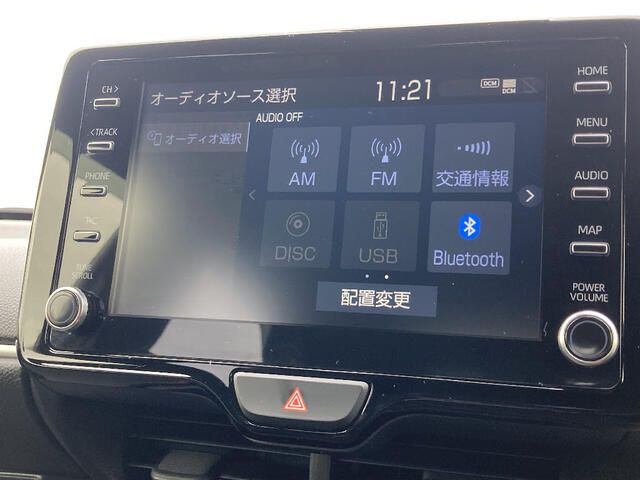 CH>
<TRACK
PHONE
TUNE
SCROLL
オーディオソース選択
11:21
DCM
DCM
AUDIO OFF
オーディオ選択
AM
FM
交通情報
DISC
USB
Bluetooth
配置変更
HOME
MENU
AUDIO
MAP
POWER
VOLUME